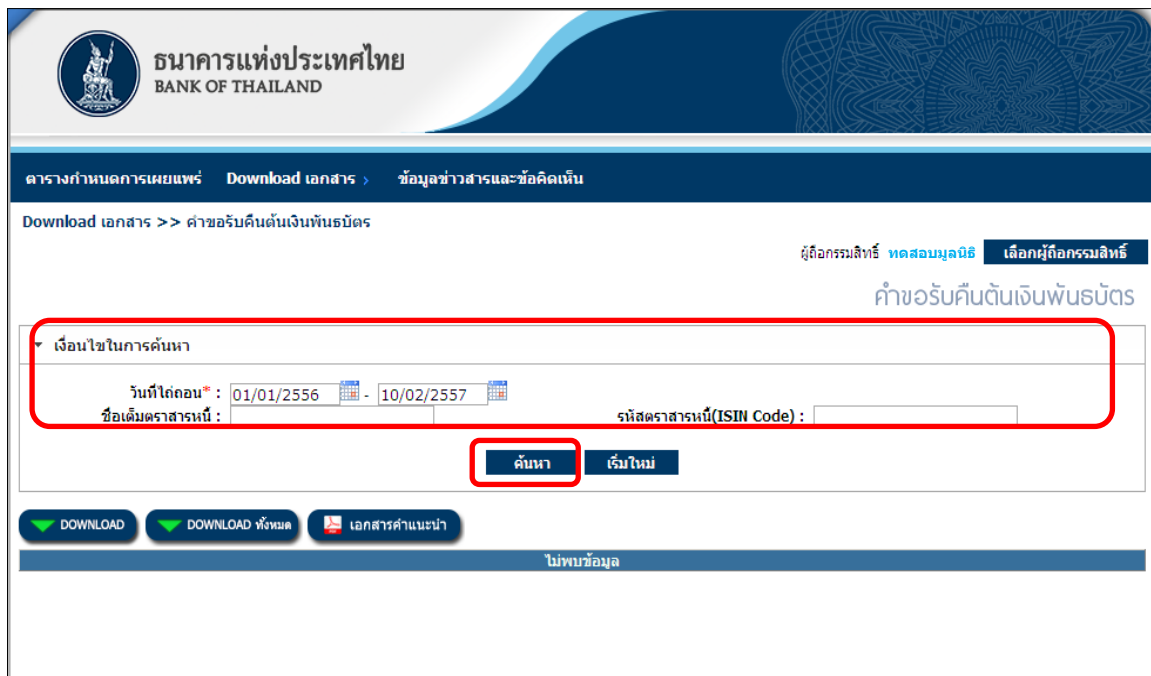 ธนาคารแห่งประเทศไทย
BANK OF THAILAND
ตารางกำหนดการเผยแพร่ Download เอกสาร › ข้อมูลข่าวสารและข้อคิดเห็น
Download เอกสาร >> คำขอรับคืนต้นเงินพันธบัตร
ผู้ถือกรรมสิทธิ์ ทดสอบมูลนิธิ เลือกผู้ถือกรรมสิทธิ์
คำขอรับคืนต้นเงินพันธบัตร
เงื่อนไขในการค้นหา
วันที่ไถ่ถอน* : 01/01/2556 - 10/02/2557
ชื่อเต็มตราสารหนี้ : รหัสตราสารหนี้(ISIN Code) :
ค้นหา เริ่มใหม่
DOWNLOAD DOWNLOAD ทั้งหมด เอกสารคำแนะนำ
ไม่พบข้อมูล